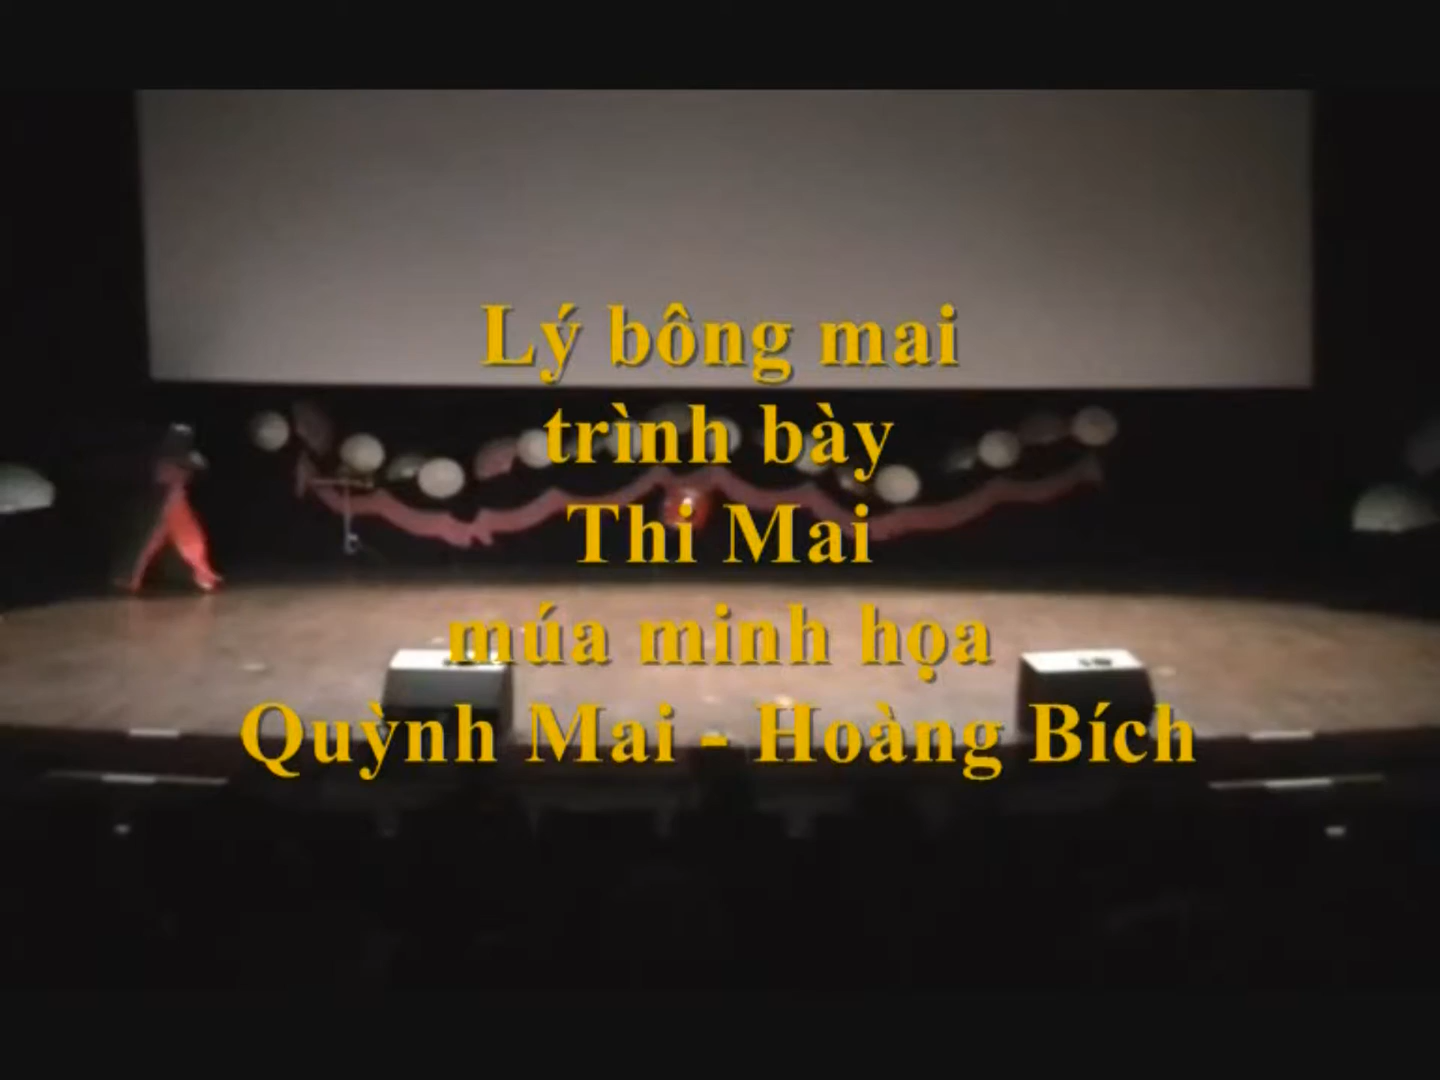 Lý bông mai
trình bày
Thi Mai
múa minh họa
Quỳnh Mai - Hoàng Bích